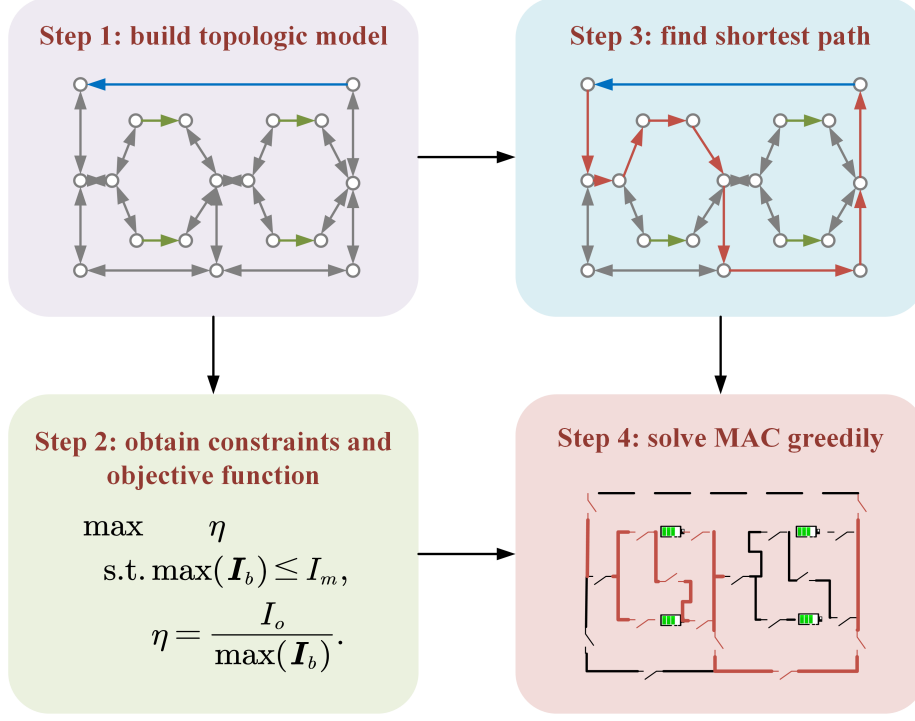 Step 1: build topologic model
Step 3: find shortest path
Step 2: obtain constraints and
objective function
max η
s.t. max(I_b) ≤ I_m,
η = I_o / max(I_b).
Step 4: solve MAC greedily